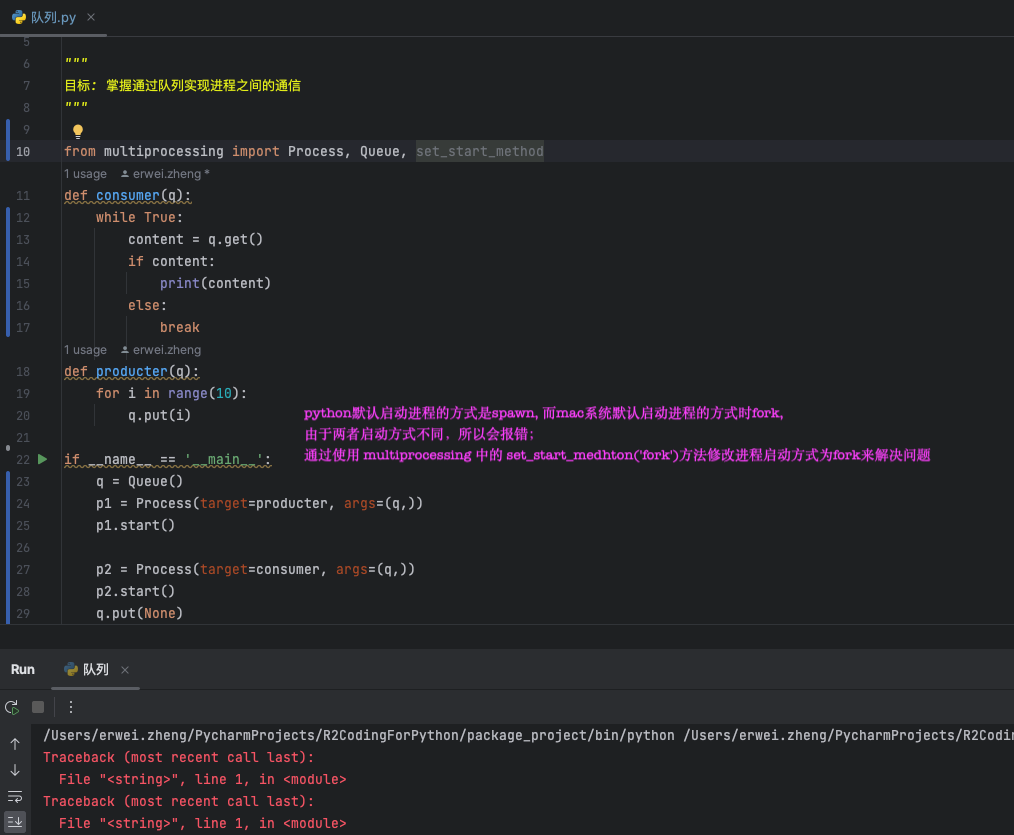 队列.py ×
5
6 """
7 目标: 掌握通过队列实现进程之间的通信
8 """
9
10 from multiprocessing import Process, Queue, set_start_method
1 usage erwei.zheng *
11 def consumer(q):
12 while True:
13 content = q.get()
14 if content:
15 print(content)
16 else:
17 break
1 usage erwei.zheng
18 def producter(q):
19 for i in range(10):
20 q.put(i)
python默认启动进程的方式是spawn, 而mac系统默认启动进程的方式时fork,
由于两者启动方式不同，所以会报错；
通过使用 multiprocessing 中的 set_start_medhton('fork')方法修改进程启动方式为fork来解决问题
21
22 if __name__ == '__main__':
23 q = Queue()
24 p1 = Process(target=producter, args=(q,))
25 p1.start()
26
27 p2 = Process(target=consumer, args=(q,))
28 p2.start()
29 q.put(None)
Run 队列 ×
/Users/erwei.zheng/PycharmProjects/R2CodingForPython/package_project/bin/python /Users/erwei.zheng/PycharmProjects/R2Codin
Traceback (most recent call last):
File "<string>", line 1, in <module>
Traceback (most recent call last):
File "<string>", line 1, in <module>